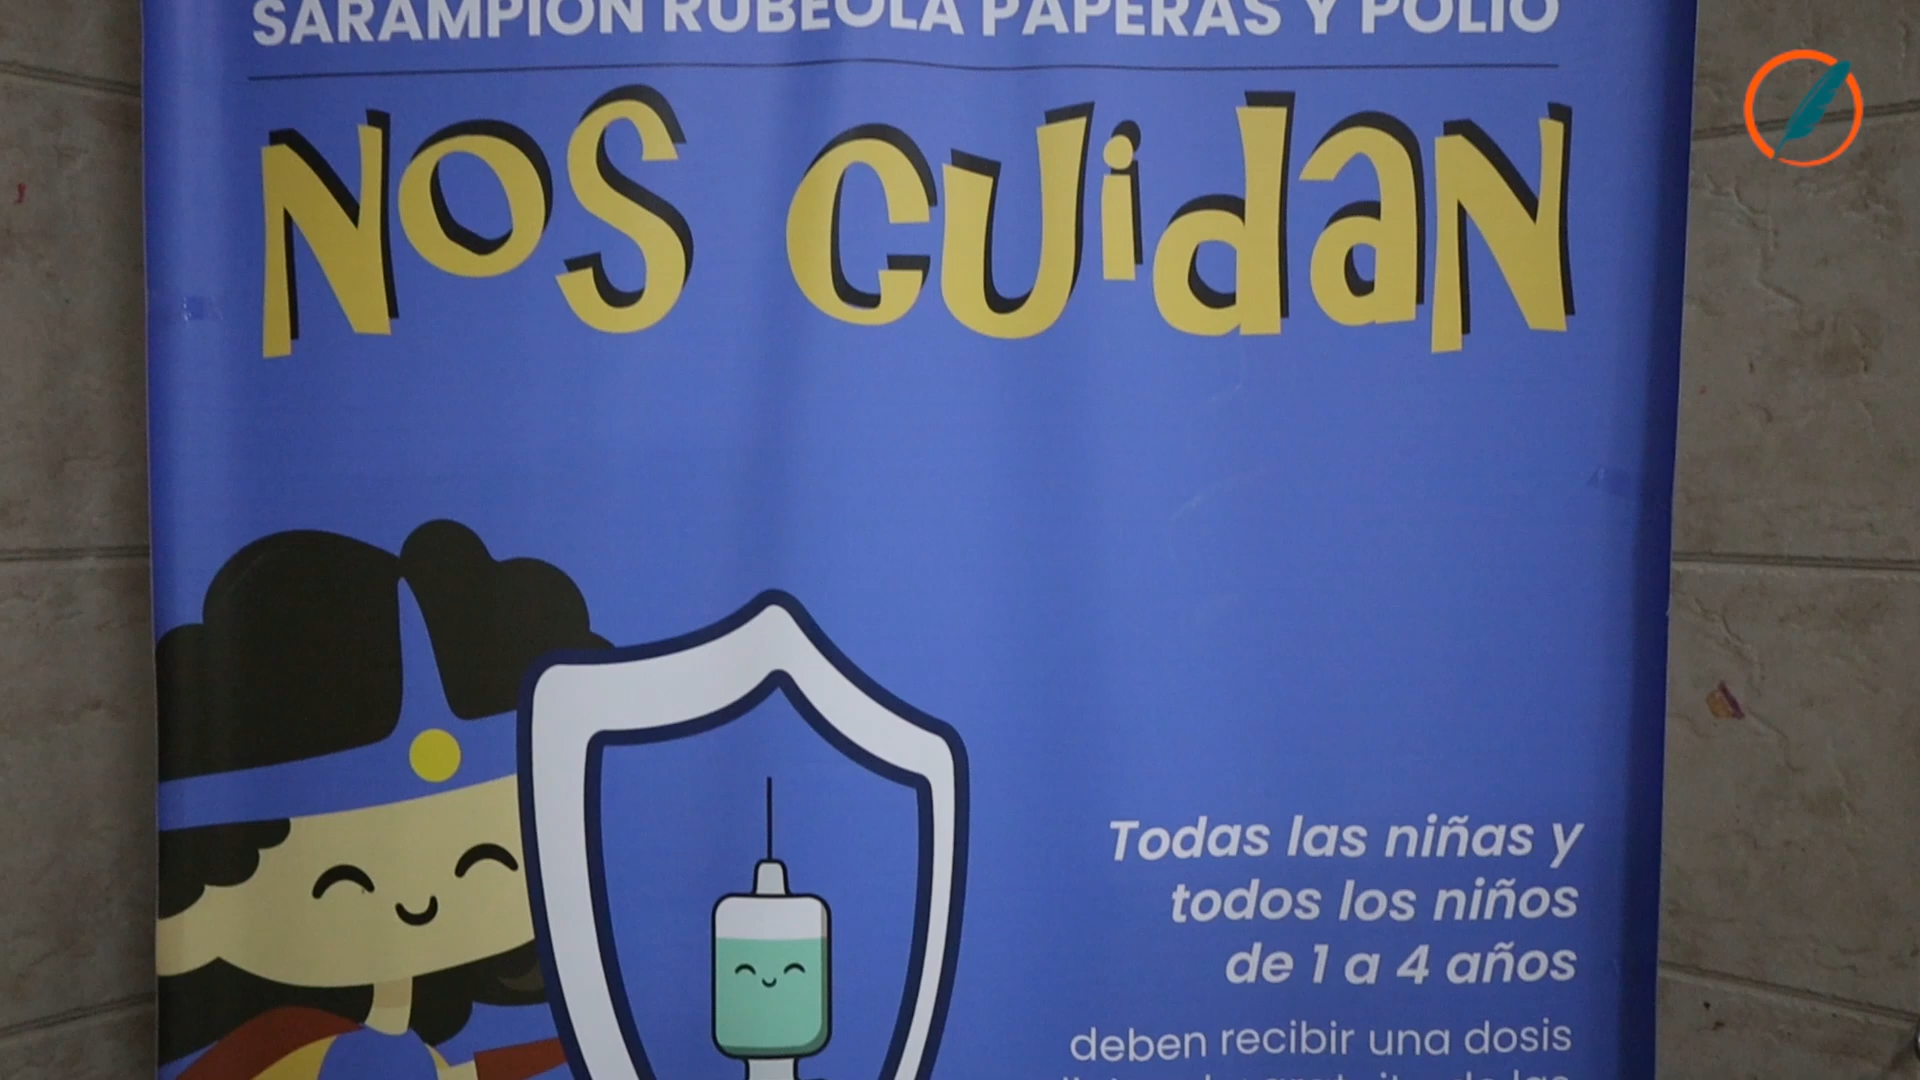 SARAMPIÓN RUBÉOLA PAPERAS Y POLIO
NOS CUidaN
Todas las niñas y
todos los niños
de 1 a 4 años
deben recibir una dosis